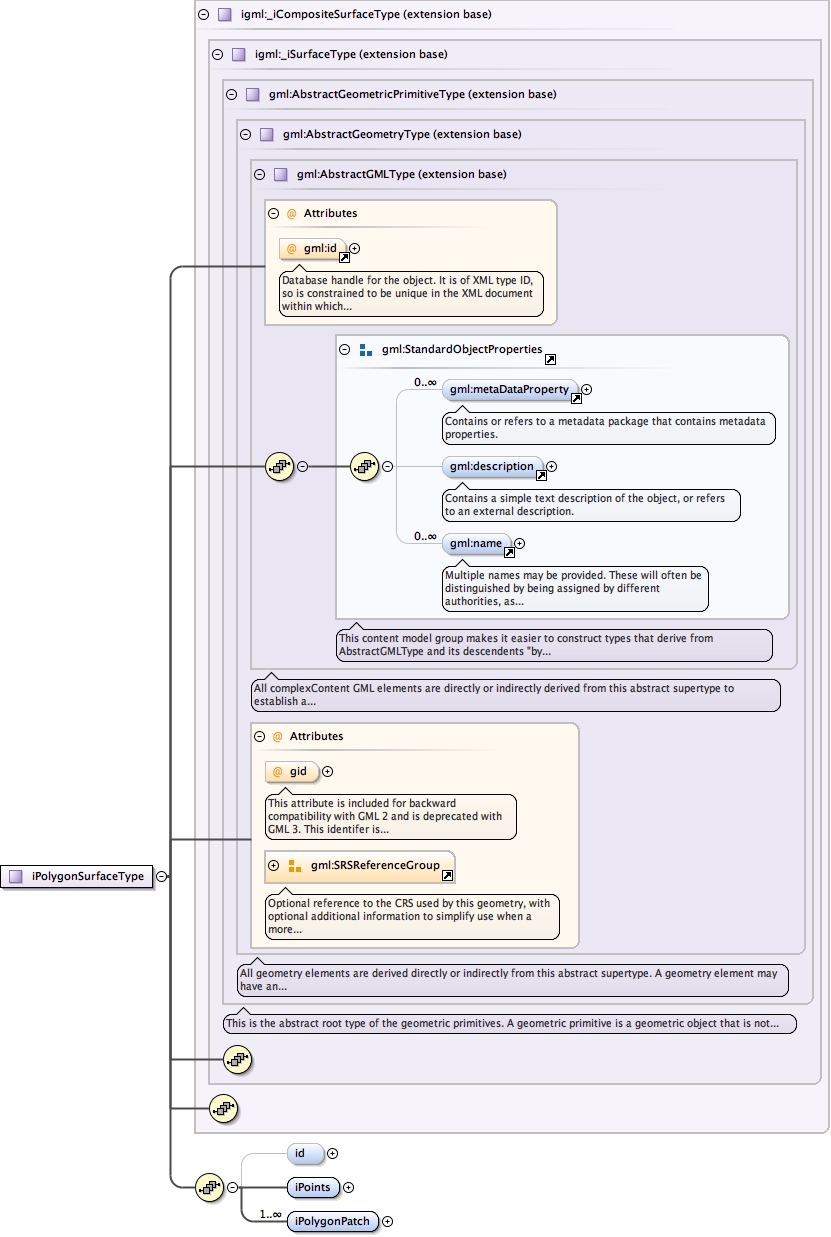 igml:_iCompositeSurfaceType (extension base)
igml:_iSurfaceType (extension base)
gml:AbstractGeometricPrimitiveType (extension base)
gml:AbstractGeometryType (extension base)
gml:AbstractGMLType (extension base)
@ Attributes
@ gml:id
Database handle for the object. It is of XML type ID,
so is constrained to be unique in the XML document
within which...
gml:StandardObjectProperties
0..∞
gml:metaDataProperty
Contains or refers to a metadata package that contains metadata
properties.
gml:description
Contains a simple text description of the object, or refers
to an external description.
0..∞
gml:name
Multiple names may be provided. These will often be
distinguished by being assigned by different
authorities, as...
This content model group makes it easier to construct types that derive from
AbstractGMLType and its descendents "by...
All complexContent GML elements are directly or indirectly derived from this abstract supertype to
establish a...
@ Attributes
@ gid
This attribute is included for backward
compatibility with GML 2 and is deprecated with
GML 3. This identifer is...
gml:SRSReferenceGroup
Optional reference to the CRS used by this geometry, with
optional additional information to simplify use when a
more...
iPolygonSurfaceType
All geometry elements are derived directly or indirectly from this abstract supertype. A geometry element may
have an...
This is the abstract root type of the geometric primitives. A geometric primitive is a geometric object that is not...
id
iPoints
1..∞
iPolygonPatch